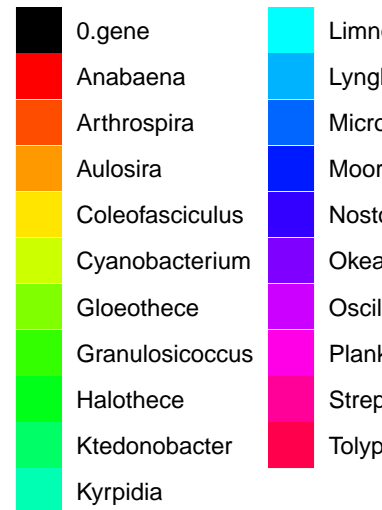 0.gene
Anabaena
Arthrospira
Aulosira
Coleofasciculus
Cyanobacterium
Gloeothece
Granulosicoccus
Halothece
Ktedonobacter
Kyrpidia
Limn
Lyng
Micro
Moor
Nosto
Okea
Oscil
Plank
Strep
Tolyp